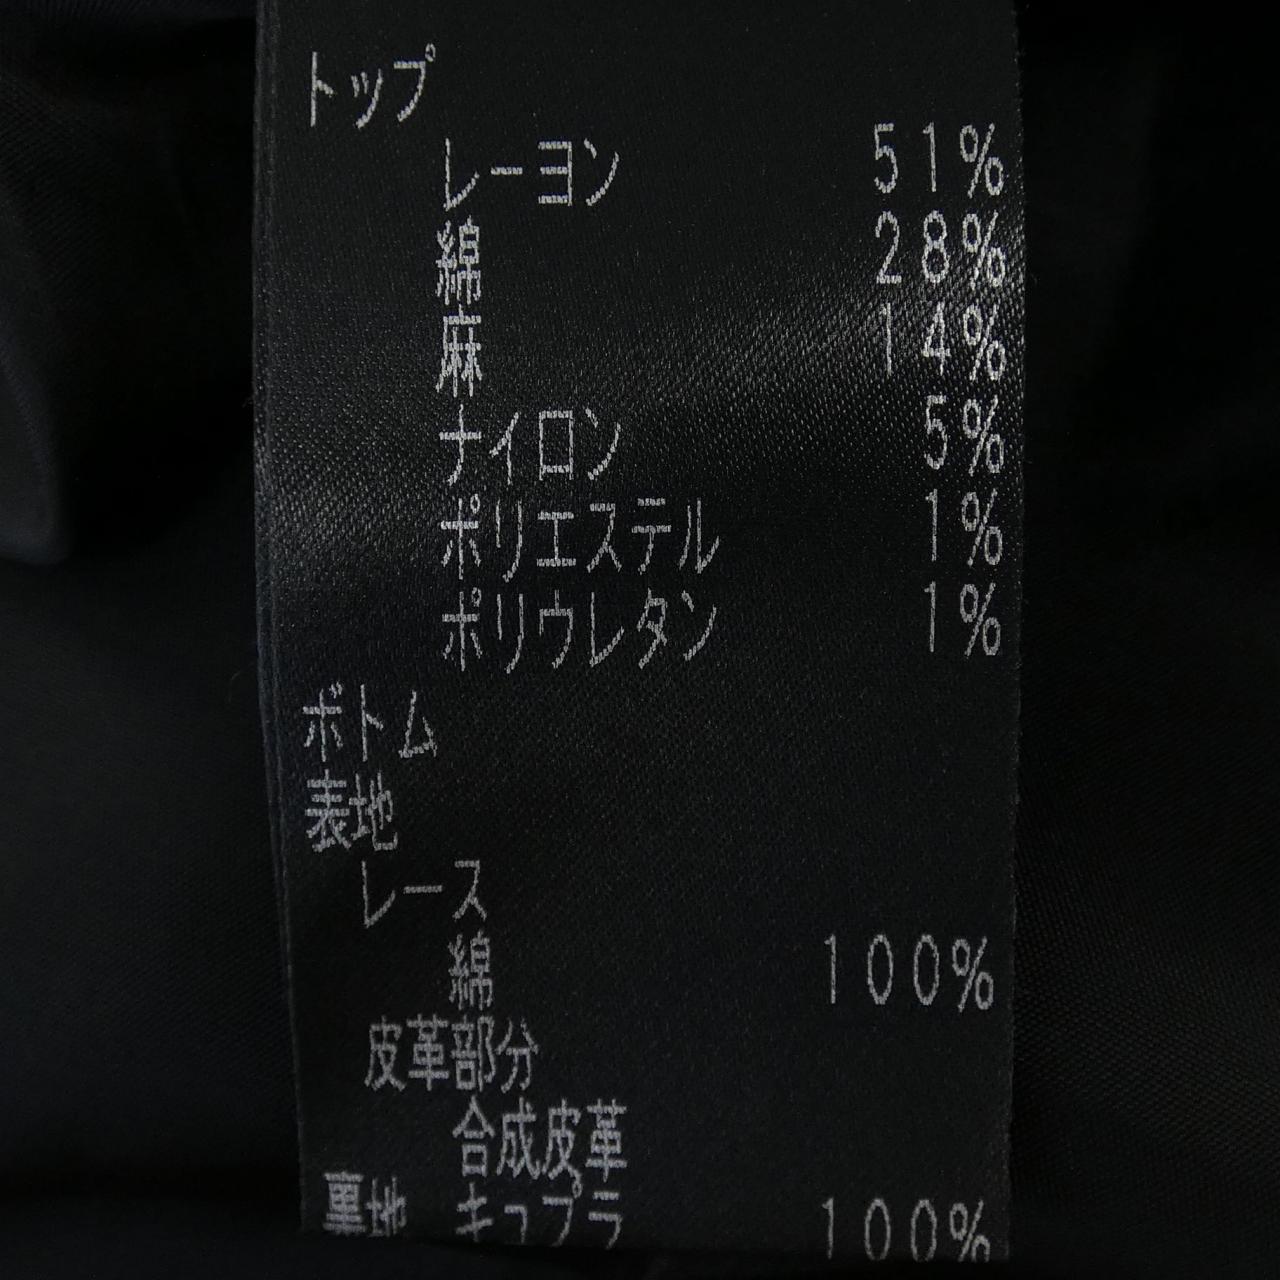 トップ
レーヨン 51%
綿 28%
麻 14%
ナイロン 5%
ポリエステル 1%
ポリウレタン 1%
ボトム
表地
レース
綿 100%
皮革部分
合成皮革
裏地 キュプラ 100%